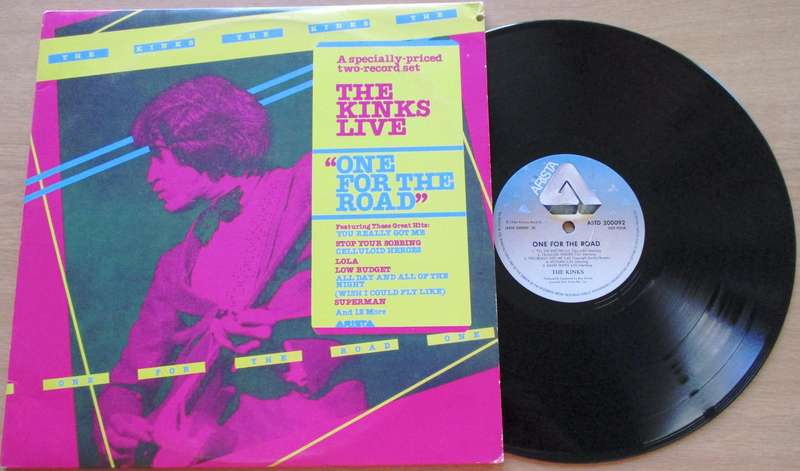 THE KINKS THE KINKS THE
A specially-priced
two-record set
THE
KINKS
LIVE
"ONE
FOR THE
ROAD"
Featuring These Great Hits:
YOU REALLY GOT ME
STOP YOUR SOBBING
CELLULOID HEROES
LOLA
LOW BUDGET
ALL DAY AND ALL OF THE
NIGHT
(WISH I COULD FLY LIKE)
SUPERMAN
And 12 More
ARISTA
ONE FOR THE ROAD ONE
ARISTA
ASTD 200092
ONE FOR THE ROAD
THE KINKS